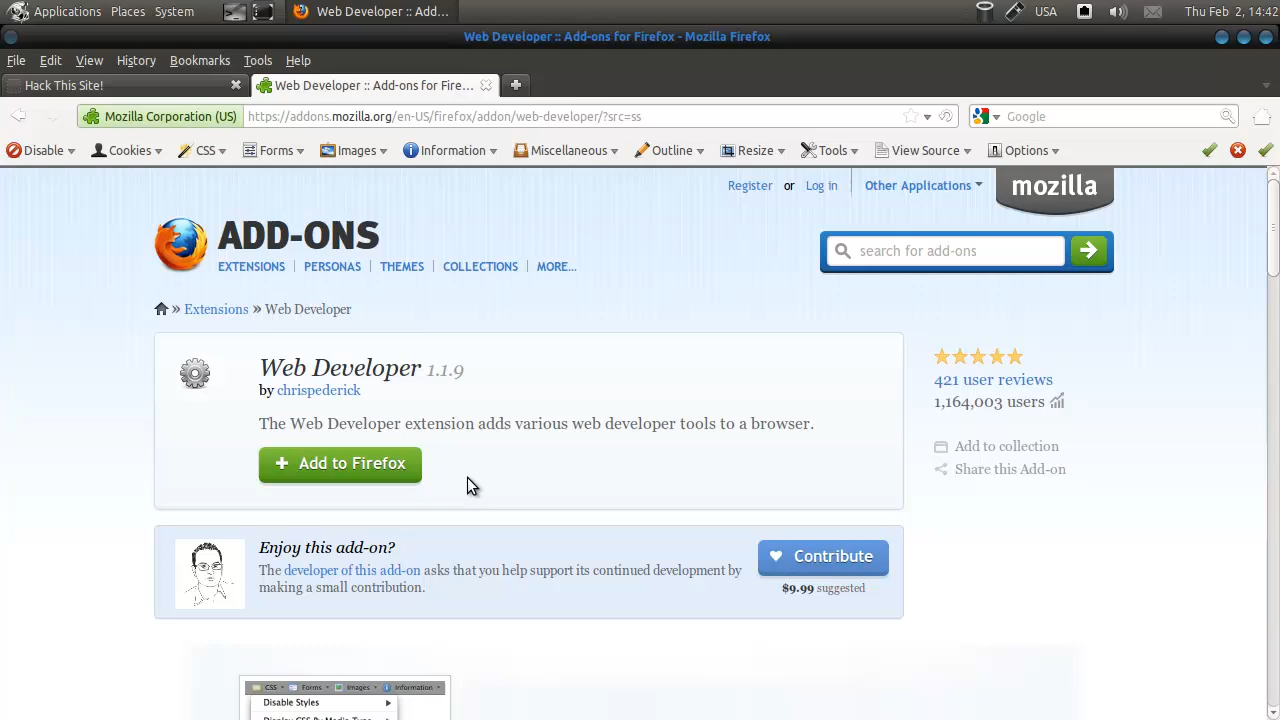 Applications Places System Web Developer :: Add... USA Thu Feb 2, 14:42
Web Developer :: Add-ons for Firefox - Mozilla Firefox
File Edit View History Bookmarks Tools Help
Hack This Site! Web Developer :: Add-ons for Fire...
Mozilla Corporation (US) https://addons.mozilla.org/en-US/firefox/addon/web-developer/?src=ss Google
Disable Cookies CSS Forms Images Information Miscellaneous Outline Resize Tools View Source Options
Register or Log in Other Applications mozilla
ADD-ONS
search for add-ons
EXTENSIONS PERSONAS THEMES COLLECTIONS MORE...
» Extensions » Web Developer
Web Developer 1.1.9
by chrispederick
The Web Developer extension adds various web developer tools to a browser.
+ Add to Firefox
421 user reviews
1,164,003 users
Add to collection
Share this Add-on
Enjoy this add-on?
The developer of this add-on asks that you help support its continued development by
making a small contribution.
Contribute
$9.99 suggested
CSS Forms Images Information
Disable Styles
Display CSS By Media Type